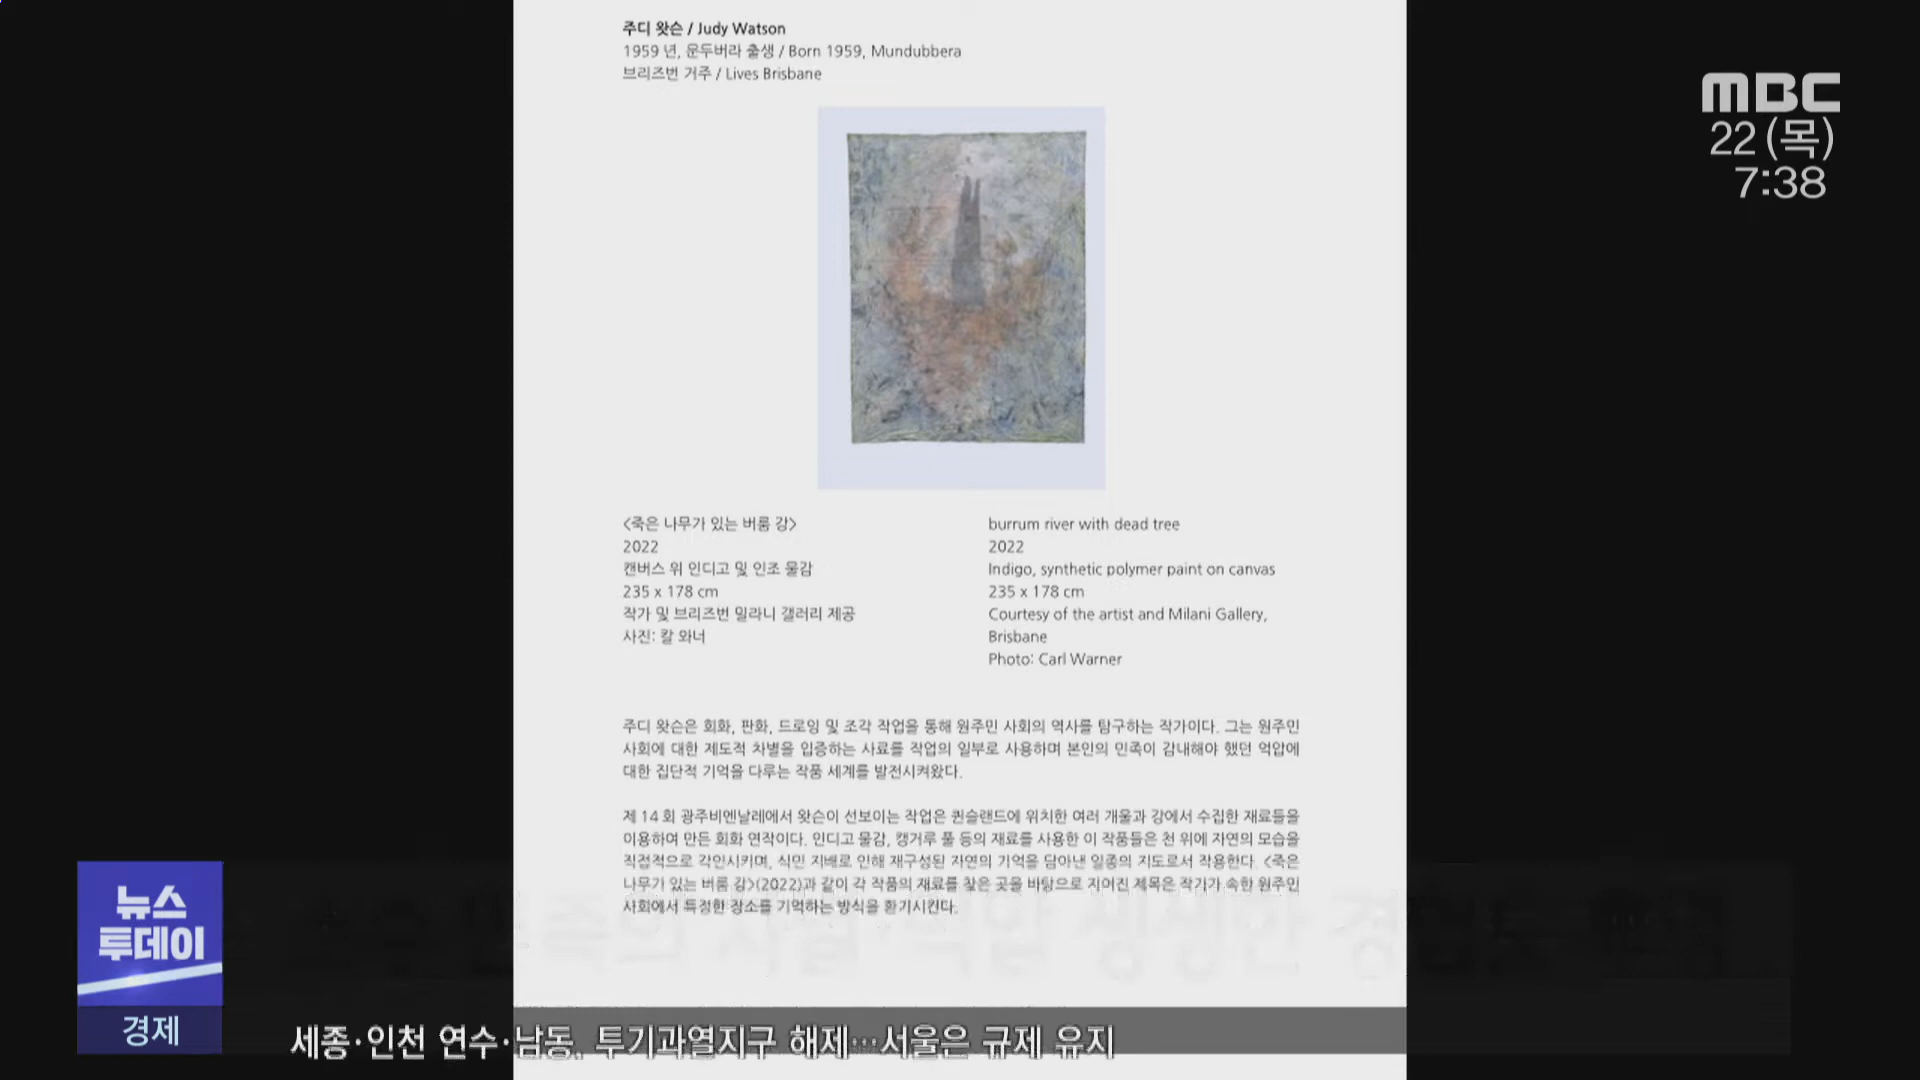 주디 왓슨 / Judy Watson
1959 년, 문두버라 출생 / Born 1959, Mundubbera
브리즈번 거주 / Lives Brisbane
MBC
22 (목)
7:38
<죽은 나무가 있는 버룸 강>
2022
캔버스 위 인디고 및 인조 물감
235 x 178 cm
작가 및 브리즈번 밀라니 갤러리 제공
사진: 칼 와너
burrum river with dead tree
2022
Indigo, synthetic polymer paint on canvas
235 x 178 cm
Courtesy of the artist and Milani Gallery,
Brisbane
Photo: Carl Warner
주디 왓슨은 회화, 판화, 드로잉 및 조각 작업을 통해 원주민 사회의 역사를 탐구하는 작가이다. 그는 원주민
사회에 대한 제도적 차별을 입증하는 사료를 작업의 일부로 사용하며 본인의 민족이 감내해야 했던 억압에
대한 집단적 기억을 다루는 작품 세계를 발전시켜왔다.
제 14 회 광주비엔날레에서 왓슨이 선보이는 작업은 퀸슬랜드에 위치한 여러 개울과 강에서 수집한 재료들을
이용하여 만든 회화 연작이다. 인디고 물감, 캥거루 풀 등의 재료를 사용한 이 작품들은 천 위에 자연의 모습을
직접적으로 각인시키며, 식민 지배로 인해 재구성된 자연의 기억을 담아낸 일종의 지도로서 작용한다. <죽은
나무가 있는 버룸 강>(2022)과 같이 각 작품의 재료를 찾은 곳을 바탕으로 지어진 제목은 작가가 속한 원주민
사회에서 특정한 장소를 기억하는 방식을 환기시킨다.
뉴스
투데이
경제
세종·인천 연수·남동, 투기과열지구 해제…서울은 규제 유지